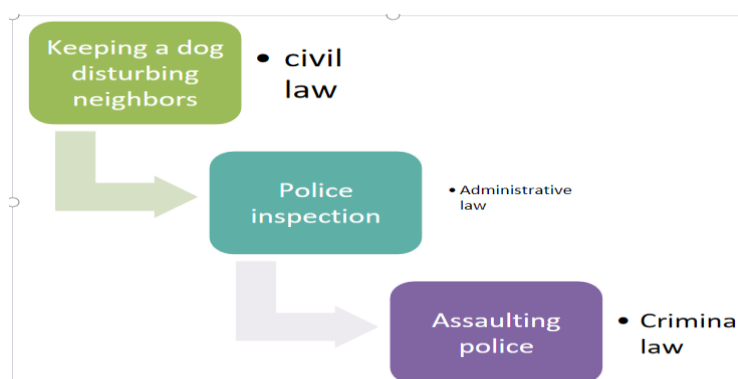 Keeping a dog
disturbing
neighbors
• civil
law
Police
inspection
• Administrative
law
Assaulting
police
• Crimina
law